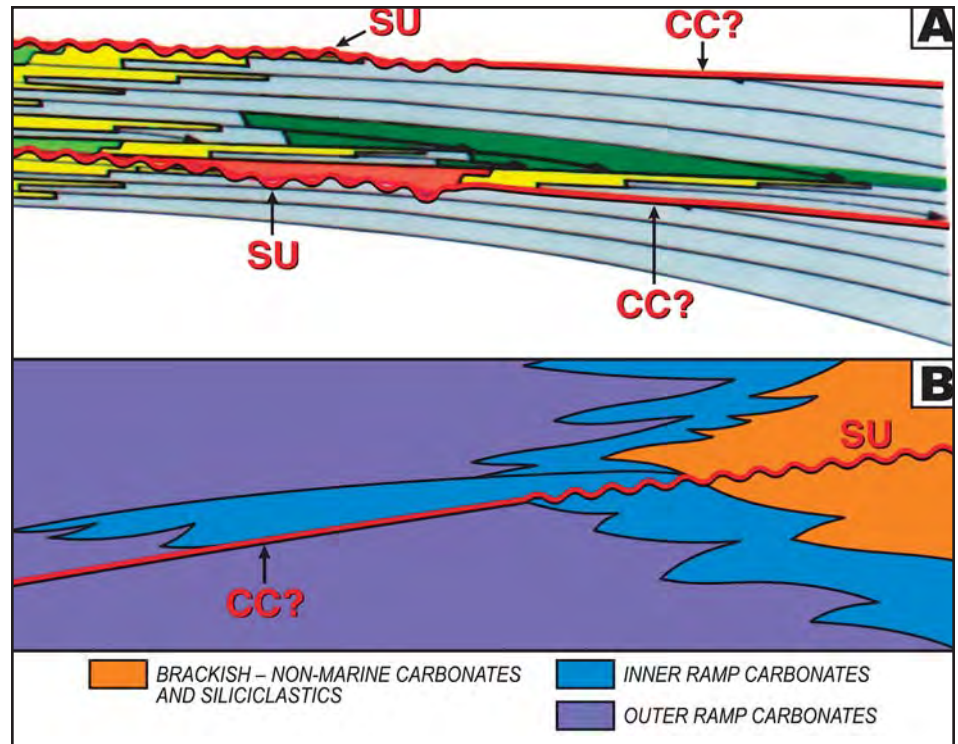 SU
CC?
A
SU
CC?
B
SU
CC?
BRACKISH – NON-MARINE CARBONATES
AND SILICICLASTICS
INNER RAMP CARBONATES
OUTER RAMP CARBONATES